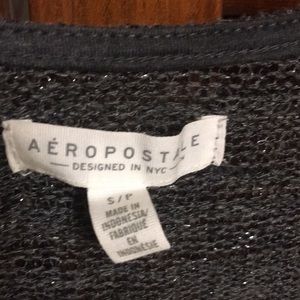 AÉROPOSTALE
DESIGNED IN NYC
S/P
MADE IN
INDONESIA/
FABRIQUÉ
EN
INDONÉSIE